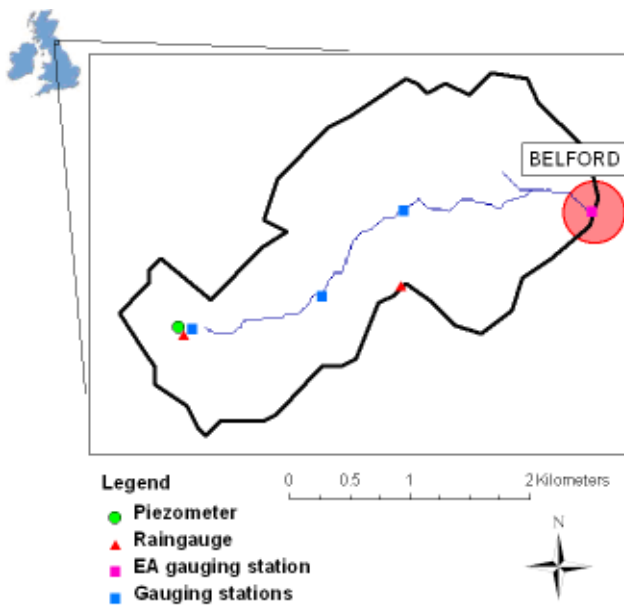 BELFORD
Legend
0 0.5 1 2 Kilometers
Piezometer
Raingauge
EA gauging station
Gauging stations
N